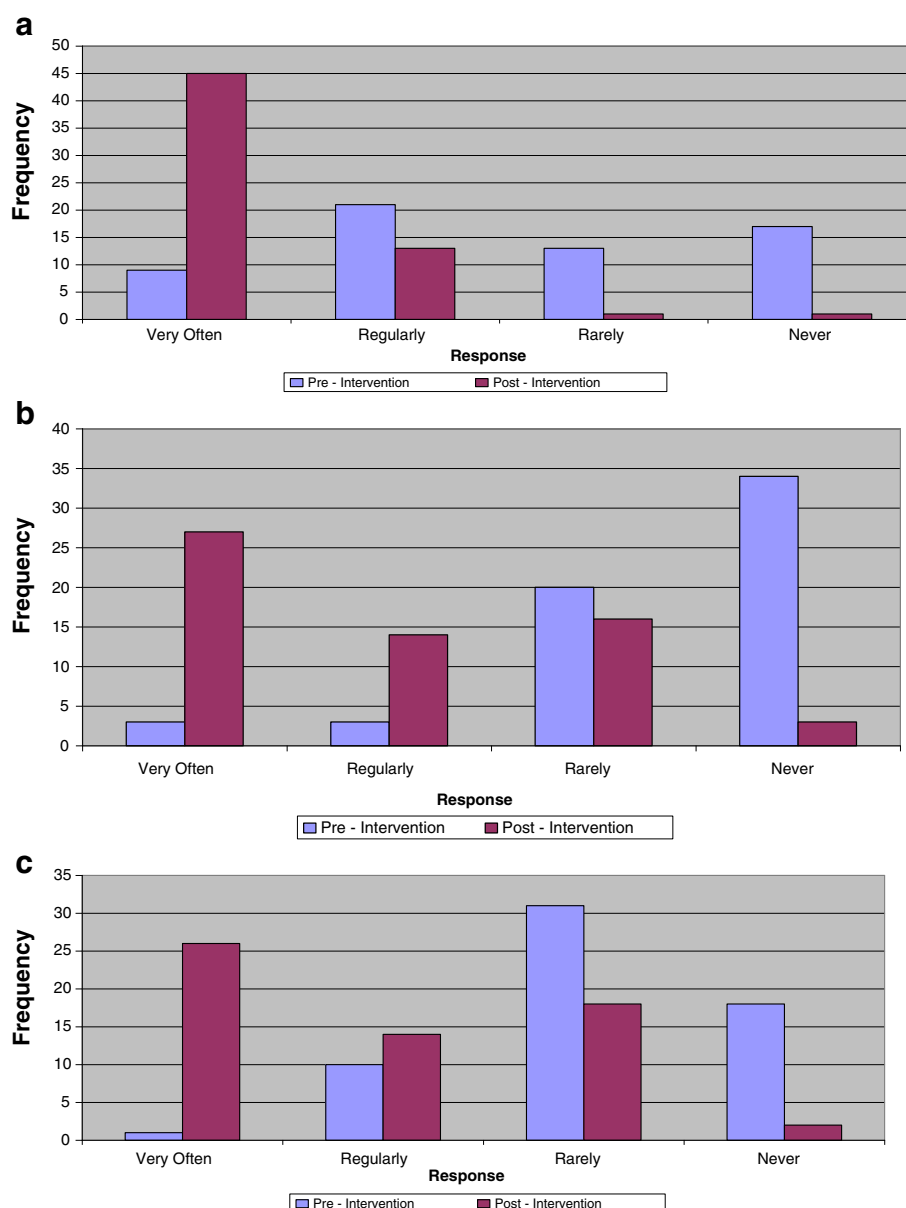 a
50
45
40
35
30
25
20
15
10
5
0
Frequency
Very Often Regularly Rarely Never
Response
Pre - Intervention Post - Intervention
b
40
35
30
25
20
15
10
5
0
Frequency
Very Often Regularly Rarely Never
Response
Pre - Intervention Post - Intervention
c
35
30
25
20
15
10
5
0
Frequency
Very Often Regularly Rarely Never
Response
Pre - Intervention Post - Intervention